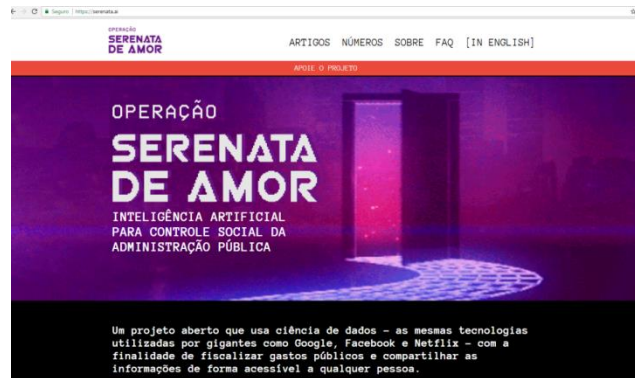 Seguro | https://serenata.ai
OPERAÇÃO
SERENATA
DE AMOR
ARTIGOS NÚMEROS SOBRE FAQ [IN ENGLISH]
APOIE O PROJETO
OPERAÇÃO
SERENATA
DE AMOR
INTELIGÊNCIA ARTIFICIAL
PARA CONTROLE SOCIAL DA
ADMINISTRAÇÃO PÚBLICA
Um projeto aberto que usa ciência de dados – as mesmas tecnologias
utilizadas por gigantes como Google, Facebook e Netflix – com a
finalidade de fiscalizar gastos públicos e compartilhar as
informações de forma acessível a qualquer pessoa.